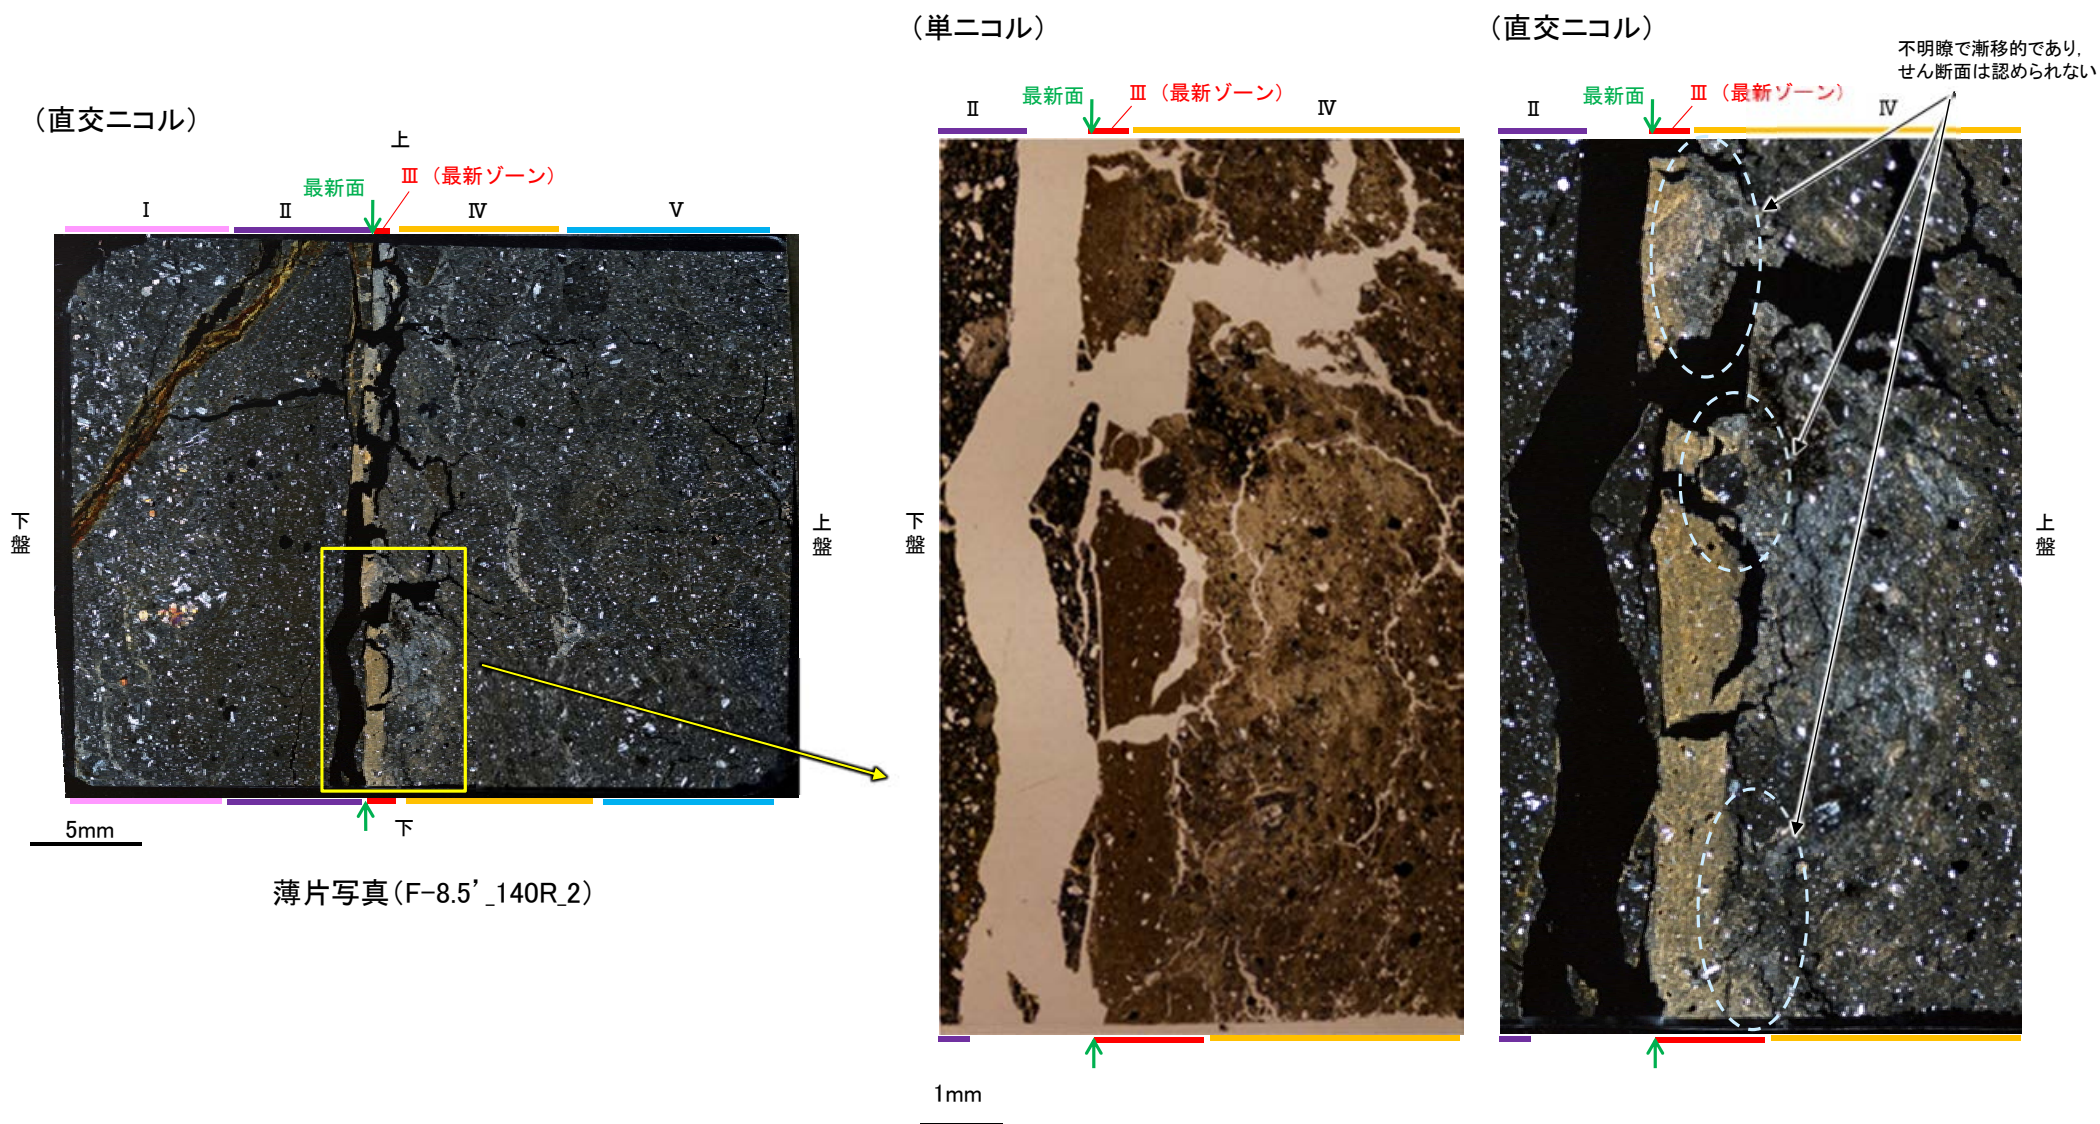 （直交ニコル）
上
最新面
Ⅲ（最新ゾーン）
Ⅰ
Ⅱ
Ⅳ
Ⅴ
下盤
上盤
下
5mm
薄片写真（F-8.5’_140R_2）
（単ニコル）
最新面
Ⅲ（最新ゾーン）
Ⅱ
Ⅳ
下盤
1mm
（直交ニコル）
不明瞭で漸移的であり，
せん断面は認められない
最新面
Ⅲ（最新ゾーン）
Ⅱ
Ⅳ
上盤